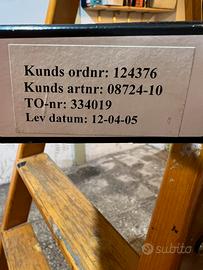 Kunds ordnr: 124376
Kunds artnr: 08724-10
TO-nr: 334019
Lev datum: 12-04-05
subito